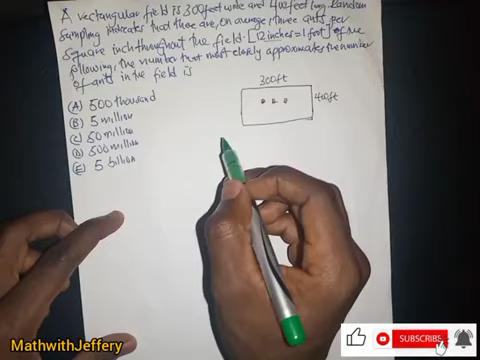 A rectangular field is 300 feet wide and 400 feet long. Random
Sampling indicates that there are, on average, three ants per
Square inch throughout the field. [12 inches = 1 foot] Of the
following, the number that most closely approximates the number
Of ants in the field is
(A) 500 thousand
(B) 5 million
(C) 50 million
(D) 500 million
(E) 5 billion
300ft
400ft
MathwithJeffery
SUBSCRIBE